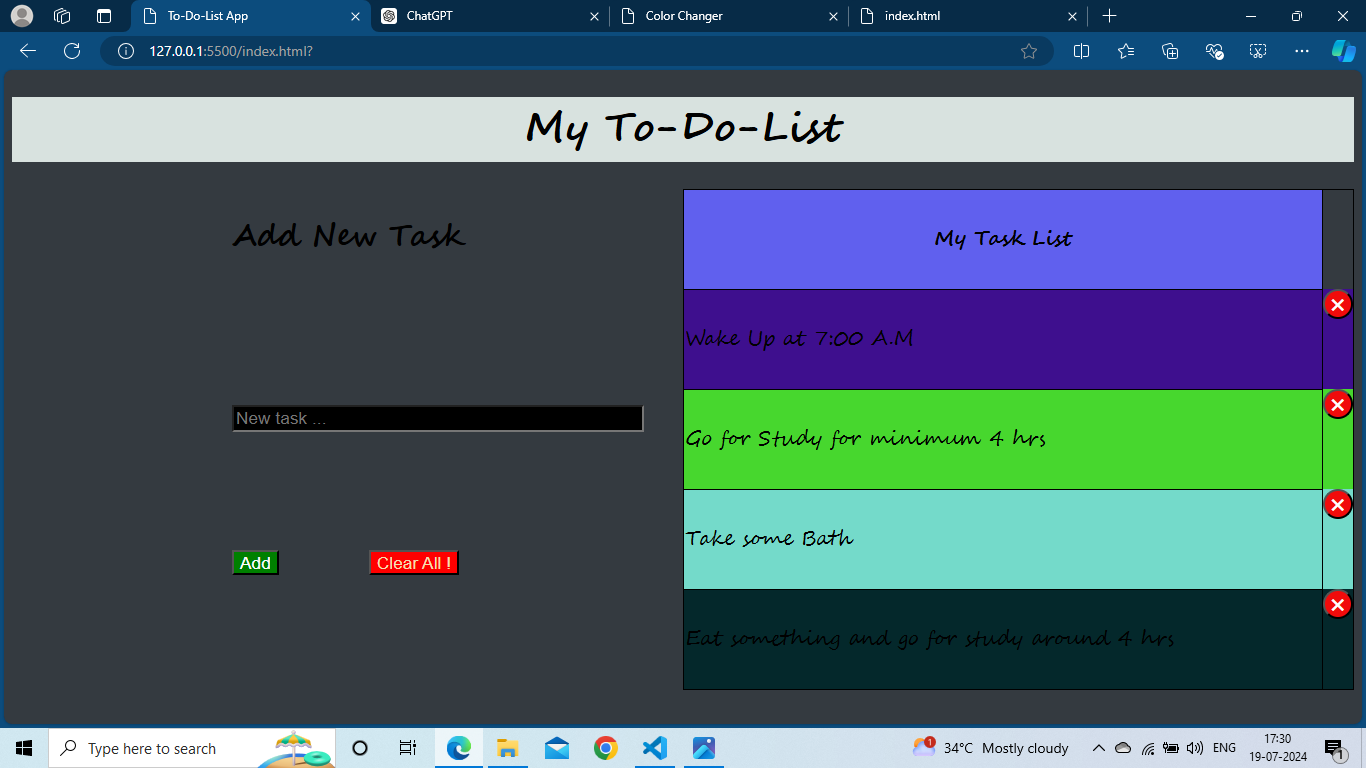 To-Do-List App
ChatGPT
Color Changer
index.html
127.0.0.1:5500/index.html?
My To-Do-List
Add New Task
New task ...
Add
Clear All !
My Task List
Wake Up at 7:00 A.M
Go for Study for minimum 4 hrs
Take some Bath
Eat something and go for study around 4 hrs
Type here to search
1
34°C Mostly cloudy
ENG
17:30
19-07-2024
1